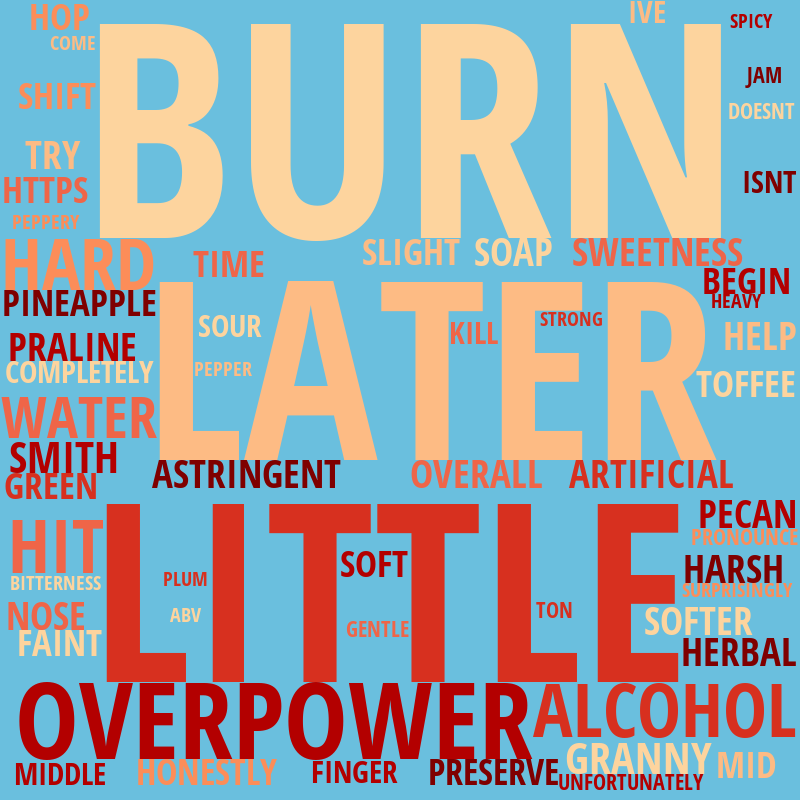 HOP
IVE
SPICY
COME
BURN
JAM
SHIFT
DOESNT
TRY
HTTPS
ISNT
PEPPERY
HARD
TIME
SLIGHT
SOAP
SWEETNESS
BEGIN
HEAVY
PINEAPPLE
LATER
SOUR
KILL
STRONG
HELP
PRALINE
COMPLETELY
PEPPER
TOFFEE
WATER
SMITH
GREEN
ASTRINGENT
OVERALL
ARTIFICIAL
LITTLE
PECAN
PRONOUNCE
HIT
SOFT
HARSH
BITTERNESS
PLUM
SURPRISINGLY
NOSE
ABV
TON
SOFTER
GENTLE
FAINT
HERBAL
OVERPOWER
ALCOHOL
GRANNY
MID
MIDDLE
HONESTLY
FINGER
PRESERVE
UNFORTUNATELY